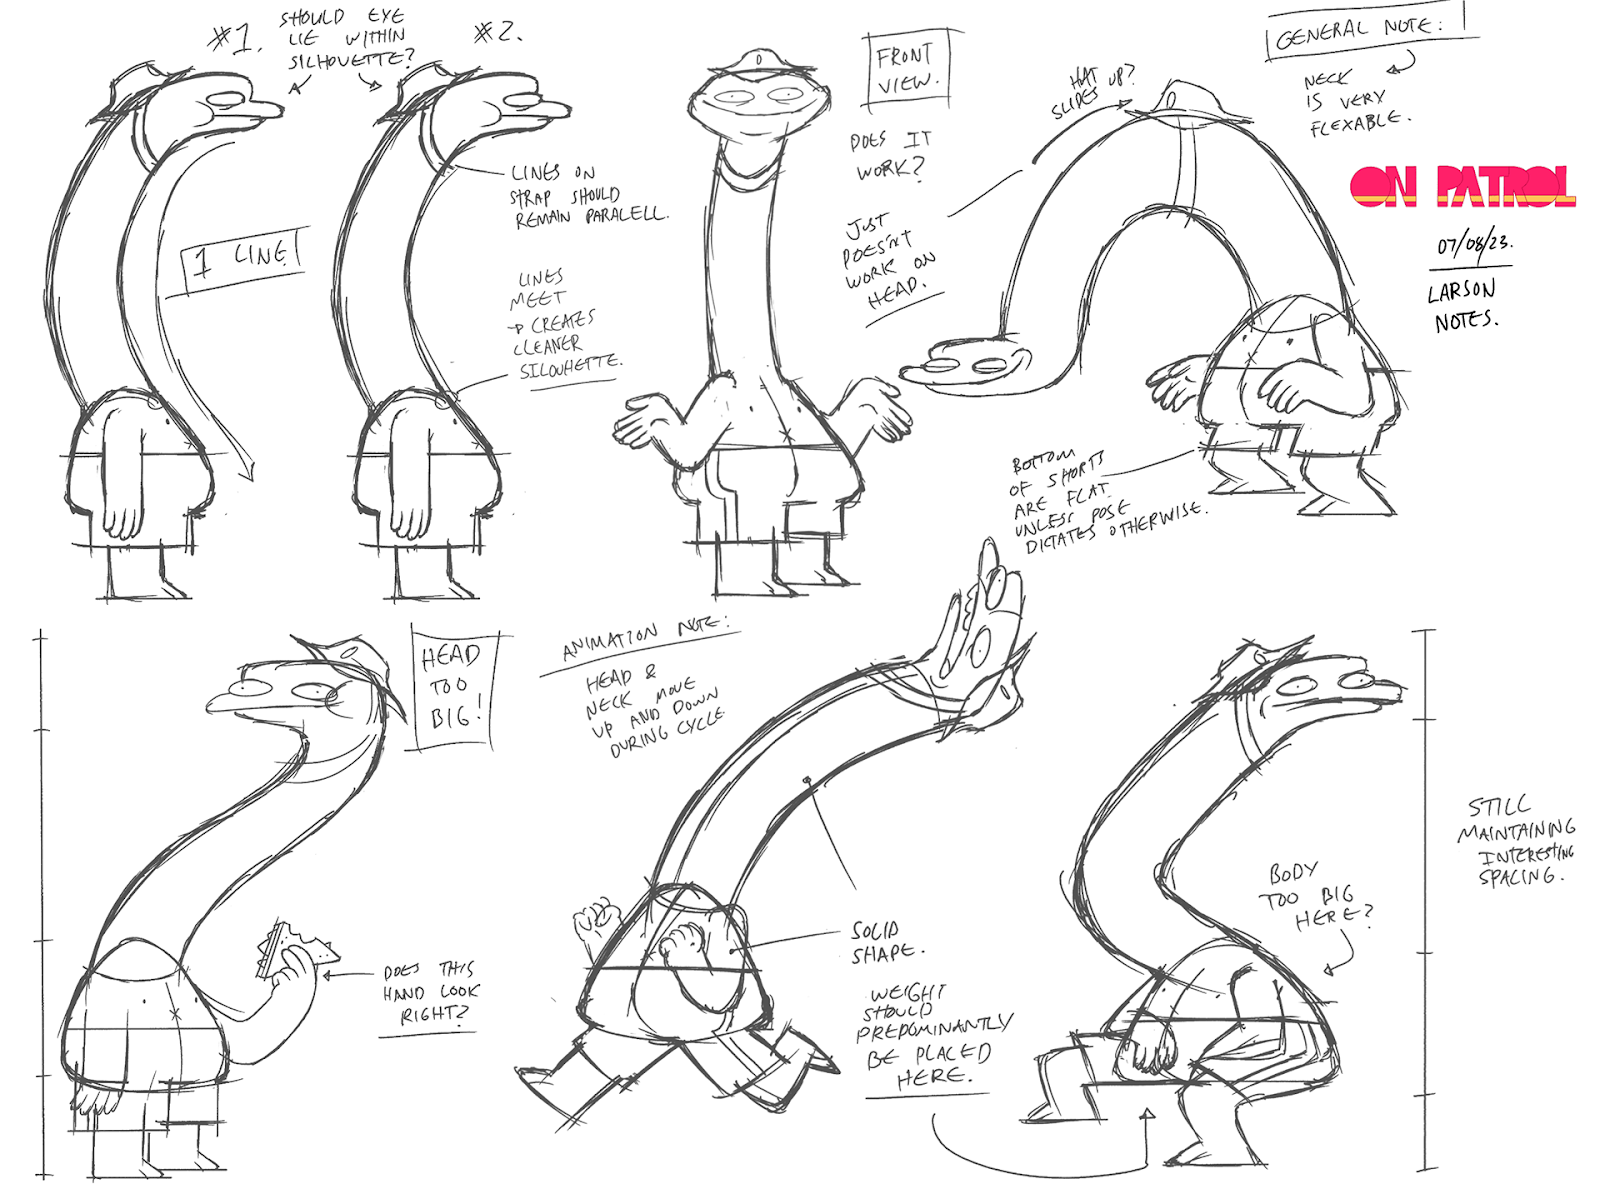 #1.
SHOULD EYE
LIE WITHIN
SILHOUETTE?
#2.
LINES ON
STRAP SHOULD
REMAIN PARALELL.
1 LINE!
LINES
MEET
→ CREATES
CLEANER
SILOUHETTE.
FRONT
VIEW.
DOES IT
WORK?
JUST
DOESN'T
WORK ON
HEAD.
HAT UP?
SLIDES
GENERAL NOTE:
NECK
IS VERY
FLEXABLE.
ON PATROL
07/08/23.
LARSON
NOTES.
BOTTOM
OF SHORTS
ARE FLAT
UNLESS POSE
DICTATES OTHERWISE.
HEAD
TOO
BIG!
DOES THIS
HAND LOOK
RIGHT?
ANIMATION NOTE:
HEAD &
NECK MOVE
UP AND DOWN
DURING CYCLE
SOLID
SHAPE.
WEIGHT
SHOULD
PREDOMINANTLY
BE PLACED
HERE.
BODY
TOO BIG
HERE?
STILL
MAINTAINING
INTERESTING
SPACING.